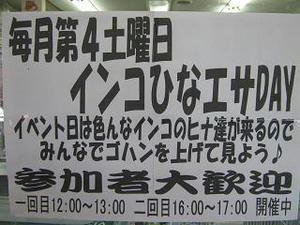 毎月第4土曜日
インコひなエサDAY
イベント日は色んなインコのヒナ達が来るので
みんなでゴハンを上げて見よう♪
参加者大歓迎
一回目12:00～13:00 二回目16:00～17:00 開催中